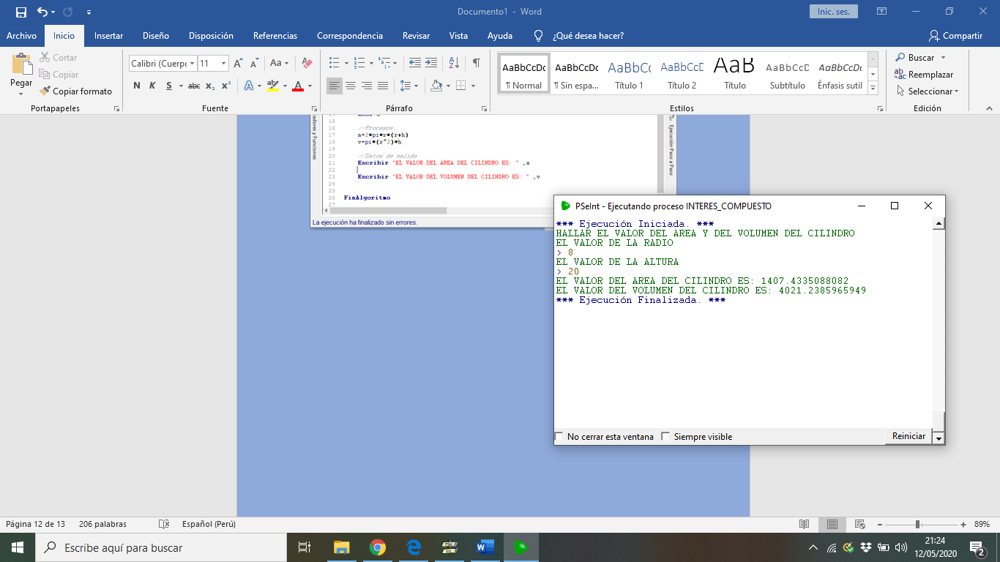 Documento1 - Word
Inic. ses.
Archivo Inicio Insertar Diseño Disposición Referencias Correspondencia Revisar Vista Ayuda ¿Qué desea hacer? Compartir
Pegar
Cortar
Copiar
Copiar formato
Portapapeles
Calibri (Cuerpo 11
N K S abc x₂ x²
Fuente
Párrafo
AaBbCcDc AaBbCcDc AaBbCc AaBbCcD AaB AaBbCcD AaBbCcDc
¶ Normal ¶ Sin espa... Título 1 Título 2 Título Subtítulo Énfasis sutil
Estilos
Buscar
Reemplazar
Seleccionar
Edición
15
16 //Procesos:
17 a=2*pi*r*(r+h)
18 v=pi*(r^2)*h
19
20 //Datos de salida.
21 Escribir "EL VALOR DEL AREA DEL CILINDRO ES: " ,a
22
23 Escribir "EL VALOR DEL VOLUMEN DEL CILINDRO ES: " ,v
24
25
26 FinAlgoritmo
27
La ejecución ha finalizado sin errores.
radores y Funciones
Ejecución Paso a Paso
PSeInt - Ejecutando proceso INTERES_COMPUESTO
*** Ejecución Iniciada. ***
HALLAR EL VALOR DEL AREA Y DEL VOLUMEN DEL CILINDRO
EL VALOR DE LA RADIO
> 8
EL VALOR DE LA ALTURA
> 20
EL VALOR DEL AREA DEL CILINDRO ES: 1407.4335088082
EL VALOR DEL VOLUMEN DEL CILINDRO ES: 4021.2385965949
*** Ejecución Finalizada. ***
No cerrar esta ventana Siempre visible Reiniciar
Página 12 de 13 206 palabras Español (Perú) 89%
Escribe aquí para buscar
21:24
12/05/2020
2